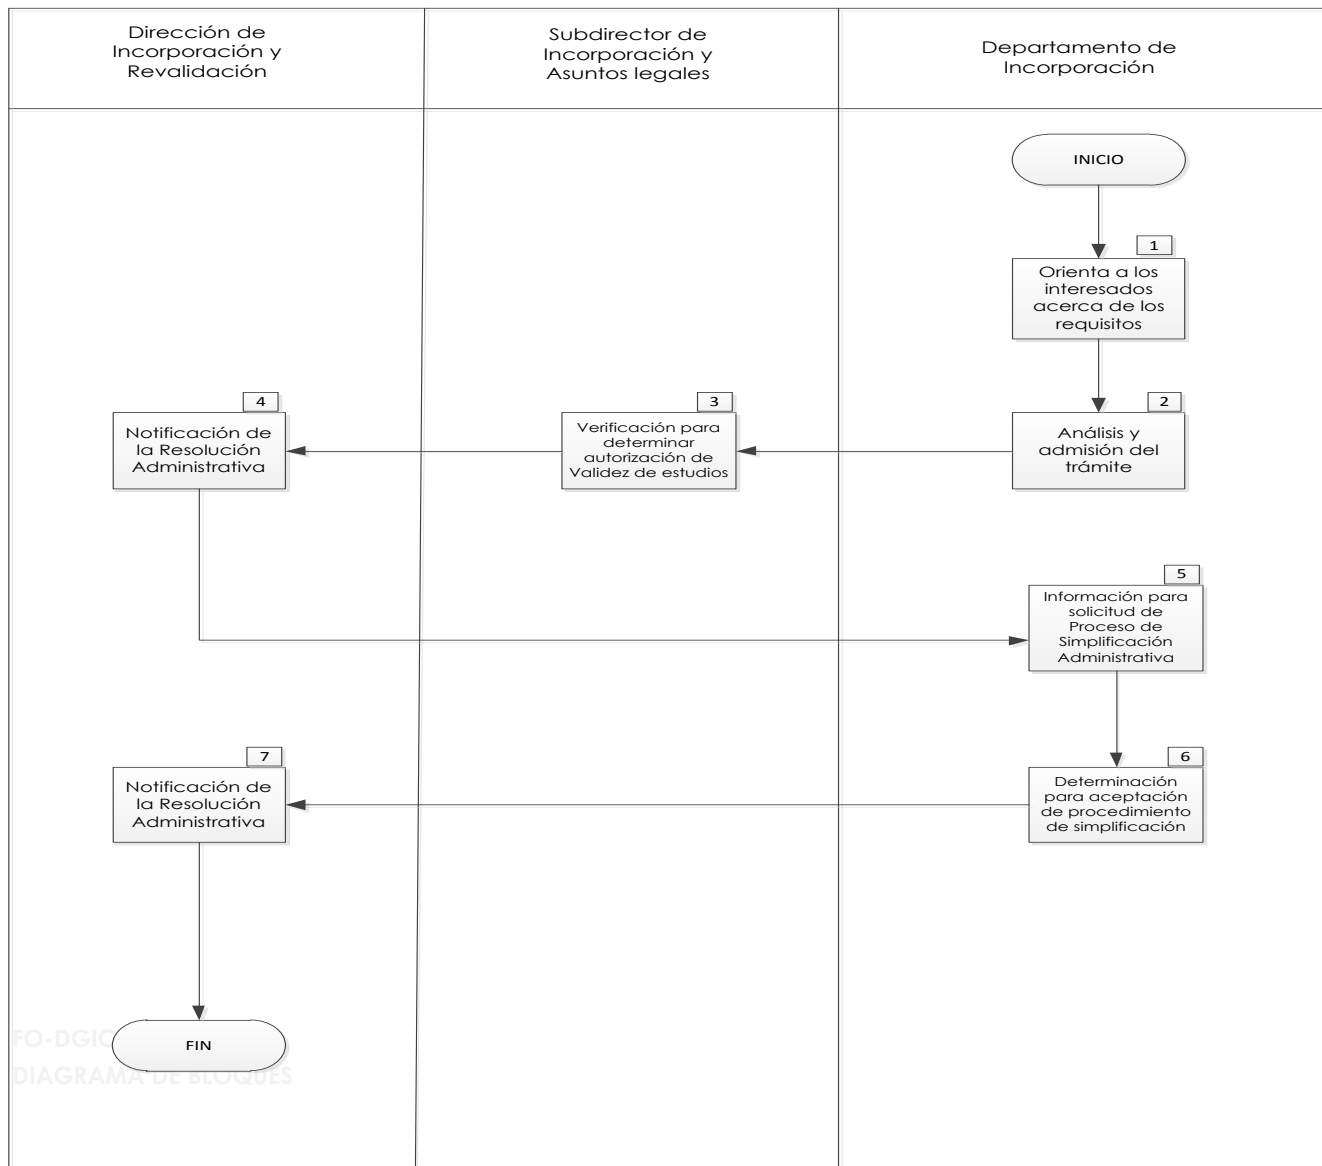 Dirección de
Incorporación y
Revalidación
Subdirector de
Incorporación y
Asuntos legales
Departamento de
Incorporación
INICIO
1
Orienta a los
interesados
acerca de los
requisitos
2
Análisis y
admisión del
trámite
3
Verificación para
determinar
autorización de
Validez de estudios
4
Notificación de
la Resolución
Administrativa
5
Información para
solicitud de
Proceso de
Simplificación
Administrativa
6
Determinación
para aceptación
de procedimiento
de simplificación
7
Notificación de
la Resolución
Administrativa
FIN
DIAGRAMA DE BLOQUES